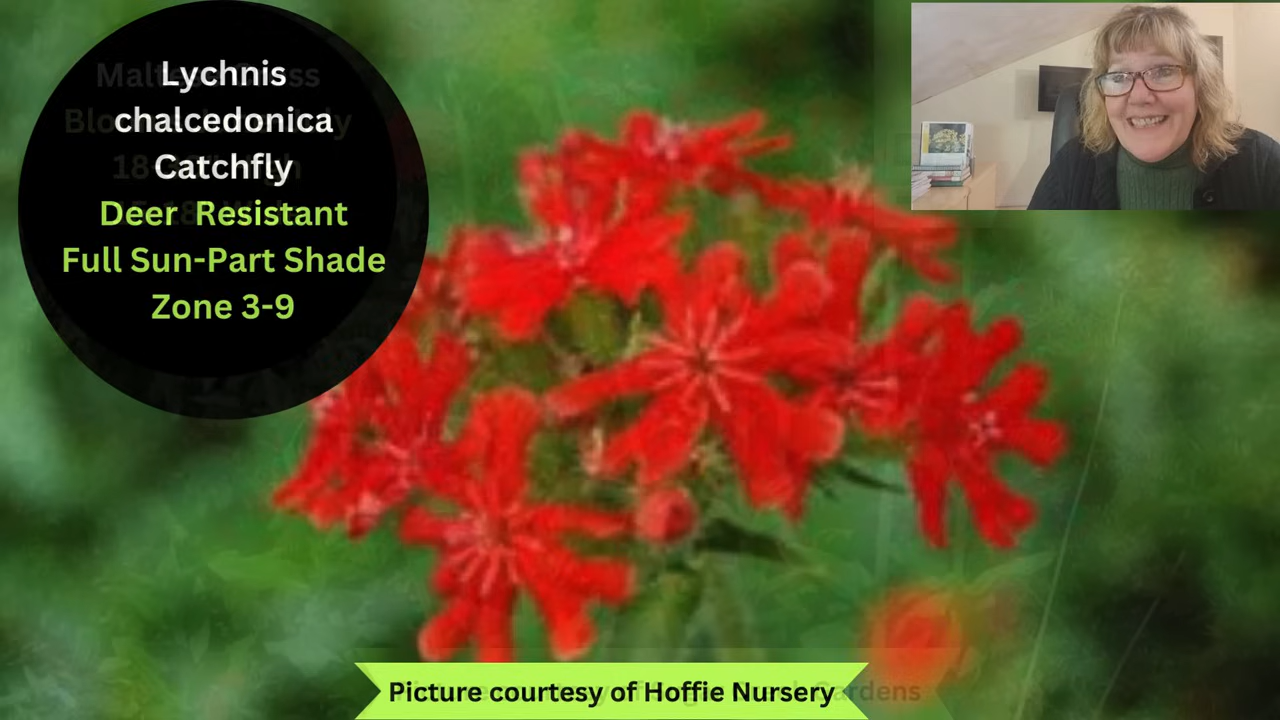 Lychnis
chalcedonica
Catchfly
Deer Resistant
Full Sun-Part Shade
Zone 3-9
Picture courtesy of Hoffie Nursery